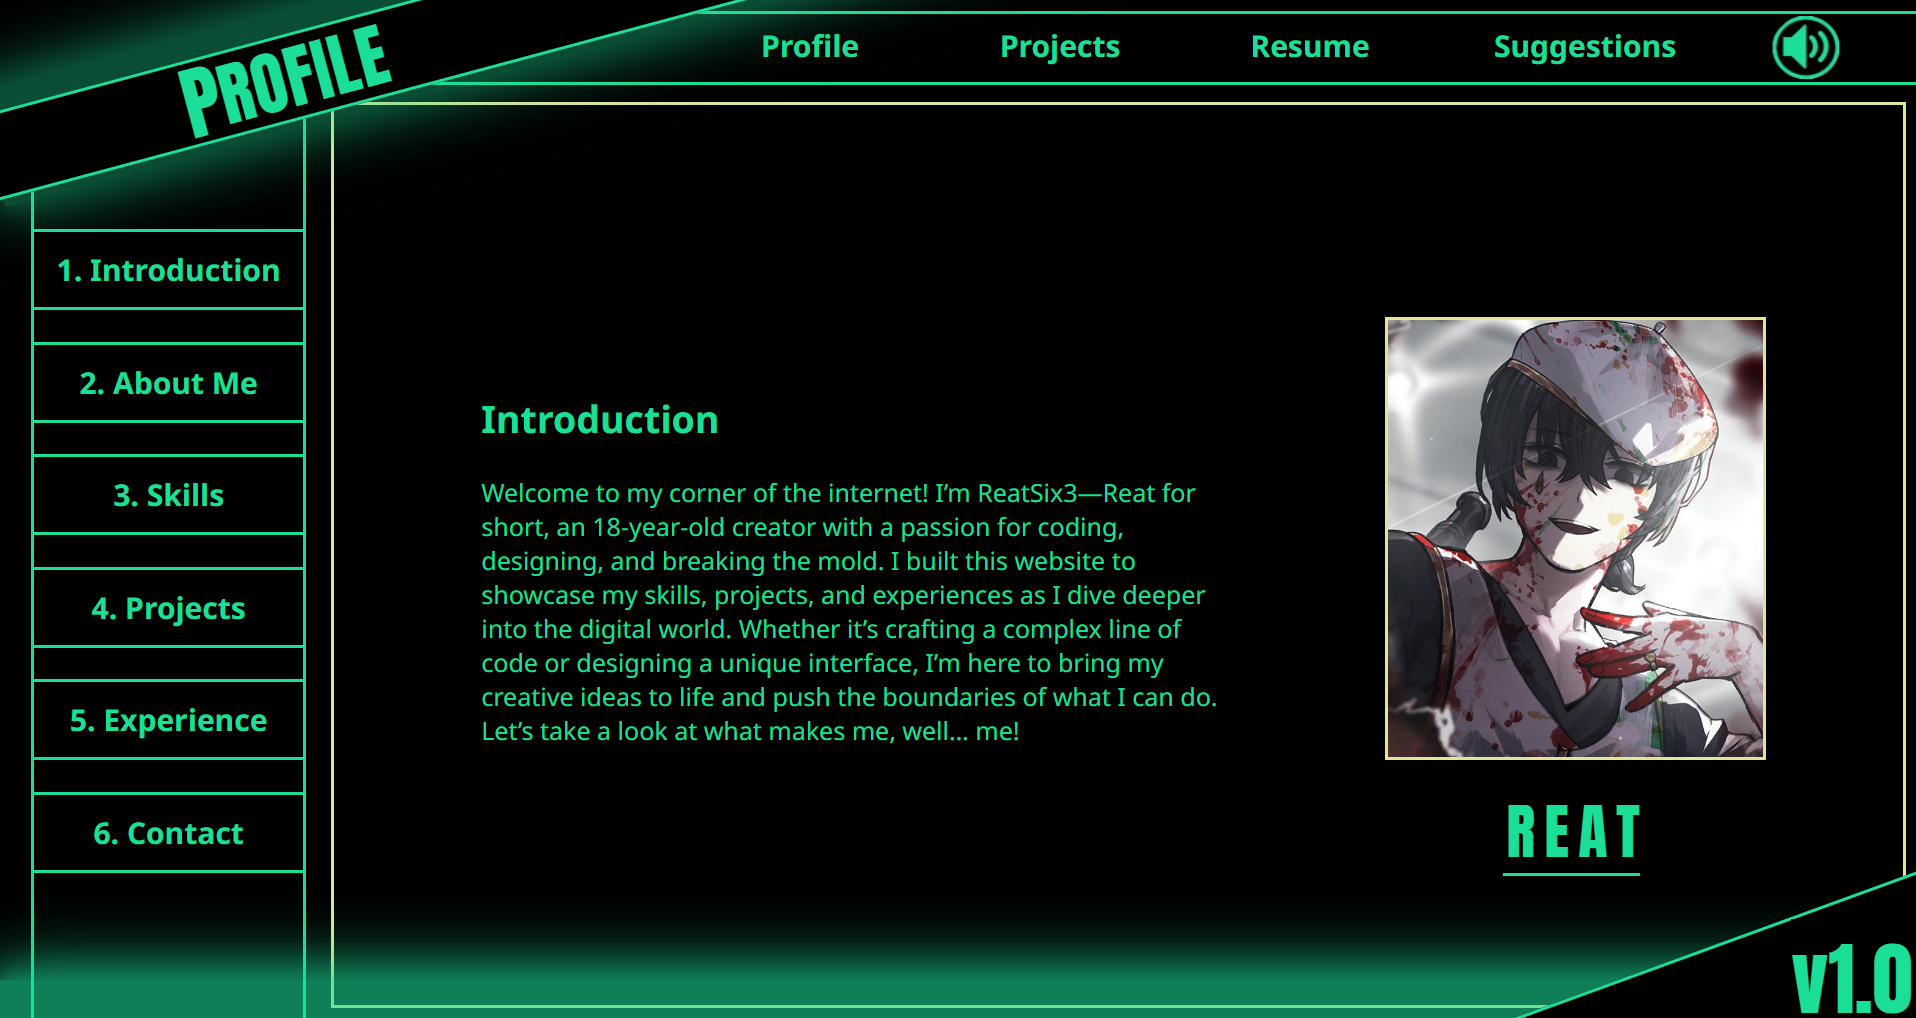 PROFILE
Profile
Projects
Resume
Suggestions
1. Introduction
2. About Me
3. Skills
4. Projects
5. Experience
6. Contact
Introduction
Welcome to my corner of the internet! I’m ReatSix3—Reat for
short, an 18-year-old creator with a passion for coding,
designing, and breaking the mold. I built this website to
showcase my skills, projects, and experiences as I dive deeper
into the digital world. Whether it’s crafting a complex line of
code or designing a unique interface, I’m here to bring my
creative ideas to life and push the boundaries of what I can do.
Let’s take a look at what makes me, well... me!
REAT
v1.0